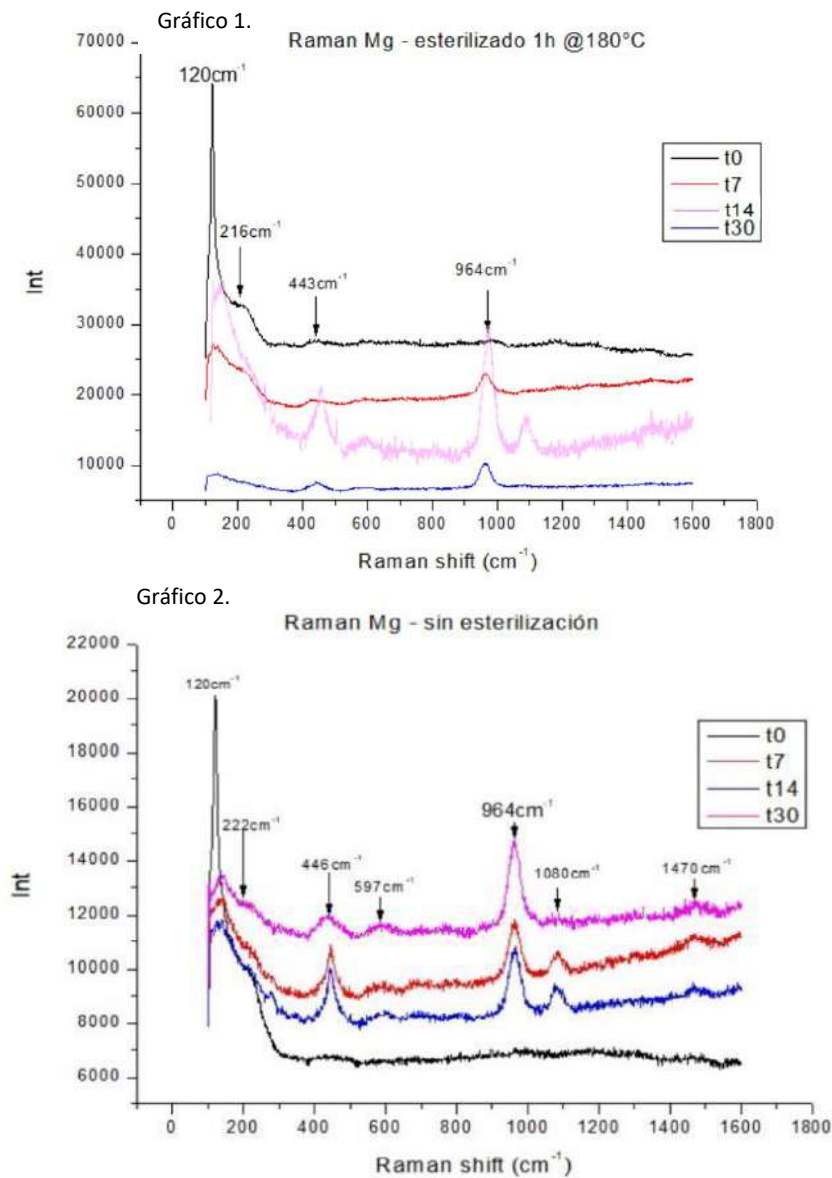 Gráfico 1.
Raman Mg - esterilizado 1h @180°C
70000
60000
50000
40000
30000
20000
10000
Int
120cm⁻¹
216cm⁻¹
443cm⁻¹
964cm⁻¹
t0
t7
t14
t30
0 200 400 600 800 1000 1200 1400 1600 1800
Raman shift (cm⁻¹)
Gráfico 2.
Raman Mg - sin esterilización
22000
20000
18000
16000
14000
12000
10000
8000
6000
Int
120cm⁻¹
222cm⁻¹
446cm⁻¹
597cm⁻¹
964cm⁻¹
1080cm⁻¹
1470cm⁻¹
t0
t7
t14
t30
0 200 400 600 800 1000 1200 1400 1600 1800
Raman shift (cm⁻¹)